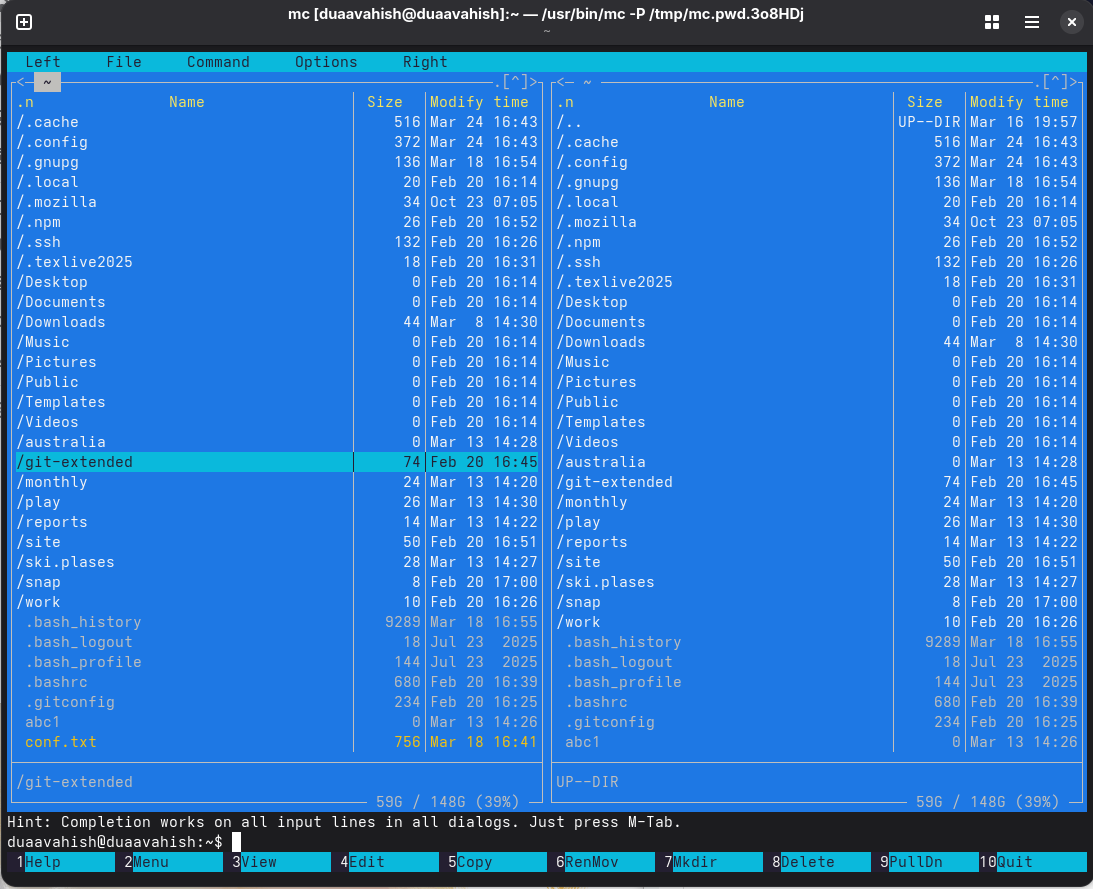 mc [duaavahish@duaavahish]:~ — /usr/bin/mc -P /tmp/mc.pwd.3o8HDj
~
Left File Command Options Right
<— ~ .[^]> <— ~ .[^]>
.n Name Size Modify time .n Name Size Modify time
/.cache 516 Mar 24 16:43 /.. UP--DIR Mar 16 19:57
/.config 372 Mar 24 16:43 /.cache 516 Mar 24 16:43
/.gnupg 136 Mar 18 16:54 /.config 372 Mar 24 16:43
/.local 20 Feb 20 16:14 /.gnupg 136 Mar 18 16:54
/.mozilla 34 Oct 23 07:05 /.local 20 Feb 20 16:14
/.npm 26 Feb 20 16:52 /.mozilla 34 Oct 23 07:05
/.ssh 132 Feb 20 16:26 /.npm 26 Feb 20 16:52
/.texlive2025 18 Feb 20 16:31 /.ssh 132 Feb 20 16:26
/Desktop 0 Feb 20 16:14 /.texlive2025 18 Feb 20 16:31
/Documents 0 Feb 20 16:14 /Desktop 0 Feb 20 16:14
/Downloads 44 Mar 8 14:30 /Documents 0 Feb 20 16:14
/Music 0 Feb 20 16:14 /Downloads 44 Mar 8 14:30
/Pictures 0 Feb 20 16:14 /Music 0 Feb 20 16:14
/Public 0 Feb 20 16:14 /Pictures 0 Feb 20 16:14
/Templates 0 Feb 20 16:14 /Public 0 Feb 20 16:14
/Videos 0 Feb 20 16:14 /Templates 0 Feb 20 16:14
/australia 0 Mar 13 14:28 /Videos 0 Feb 20 16:14
/git-extended 74 Feb 20 16:45 /australia 0 Mar 13 14:28
/monthly 24 Mar 13 14:20 /git-extended 74 Feb 20 16:45
/play 26 Mar 13 14:30 /monthly 24 Mar 13 14:20
/reports 14 Mar 13 14:22 /play 26 Mar 13 14:30
/site 50 Feb 20 16:51 /reports 14 Mar 13 14:22
/ski.plases 28 Mar 13 14:27 /site 50 Feb 20 16:51
/snap 8 Feb 20 17:00 /ski.plases 28 Mar 13 14:27
/work 10 Feb 20 16:26 /snap 8 Feb 20 17:00
.bash_history 9289 Mar 18 16:55 /work 10 Feb 20 16:26
.bash_logout 18 Jul 23 2025 .bash_history 9289 Mar 18 16:55
.bash_profile 144 Jul 23 2025 .bash_logout 18 Jul 23 2025
.bashrc 680 Feb 20 16:39 .bash_profile 144 Jul 23 2025
.gitconfig 234 Feb 20 16:25 .bashrc 680 Feb 20 16:39
abc1 0 Mar 13 14:26 .gitconfig 234 Feb 20 16:25
conf.txt 756 Mar 18 16:41 abc1 0 Mar 13 14:26
/git-extended UP--DIR
59G / 148G (39%) 59G / 148G (39%)
Hint: Completion works on all input lines in all dialogs. Just press M-Tab.
duaavahish@duaavahish:~$
1Help 2Menu 3View 4Edit 5Copy 6RenMov 7Mkdir 8Delete 9PullDn 10Quit